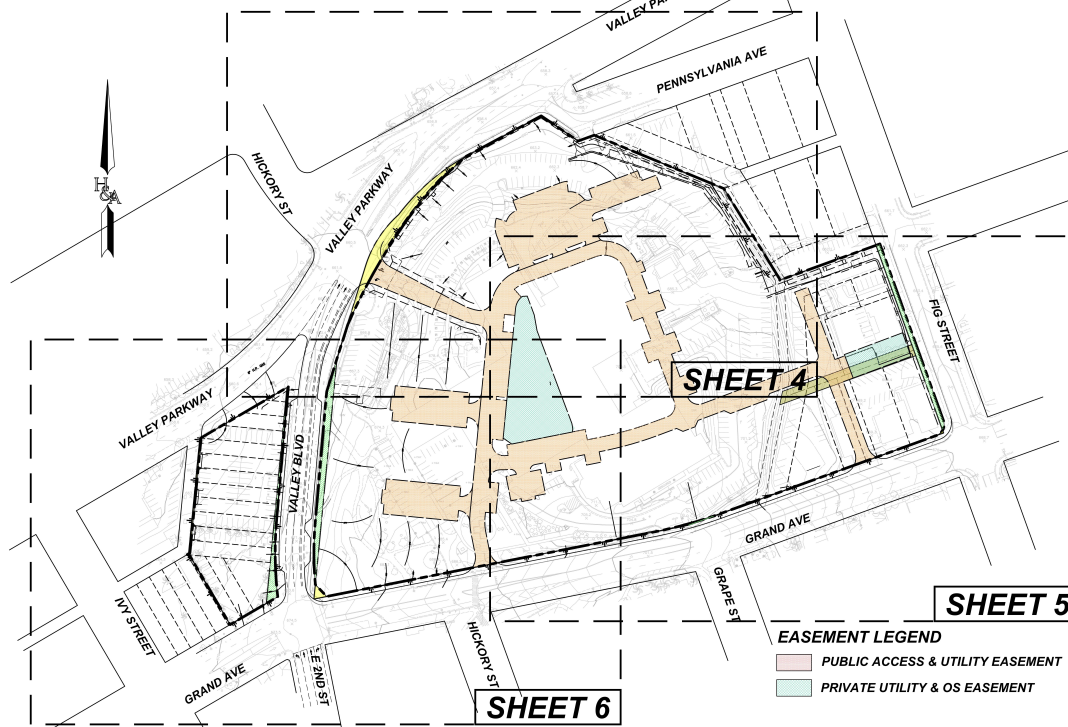 VALLEY PA
PENNSYLVANIA AVE
HICKORY ST
H&A
VALLEY PARKWAY
FIG STREET
SHEET 4
VALLEY PARKWAY
VALLEY BLVD
GRAND AVE
GRAPE ST
IVY STREET
HICKORY ST
E 2ND ST
GRAND AVE
SHEET 5
EASEMENT LEGEND
PUBLIC ACCESS & UTILITY EASEMENT
PRIVATE UTILITY & OS EASEMENT
SHEET 6